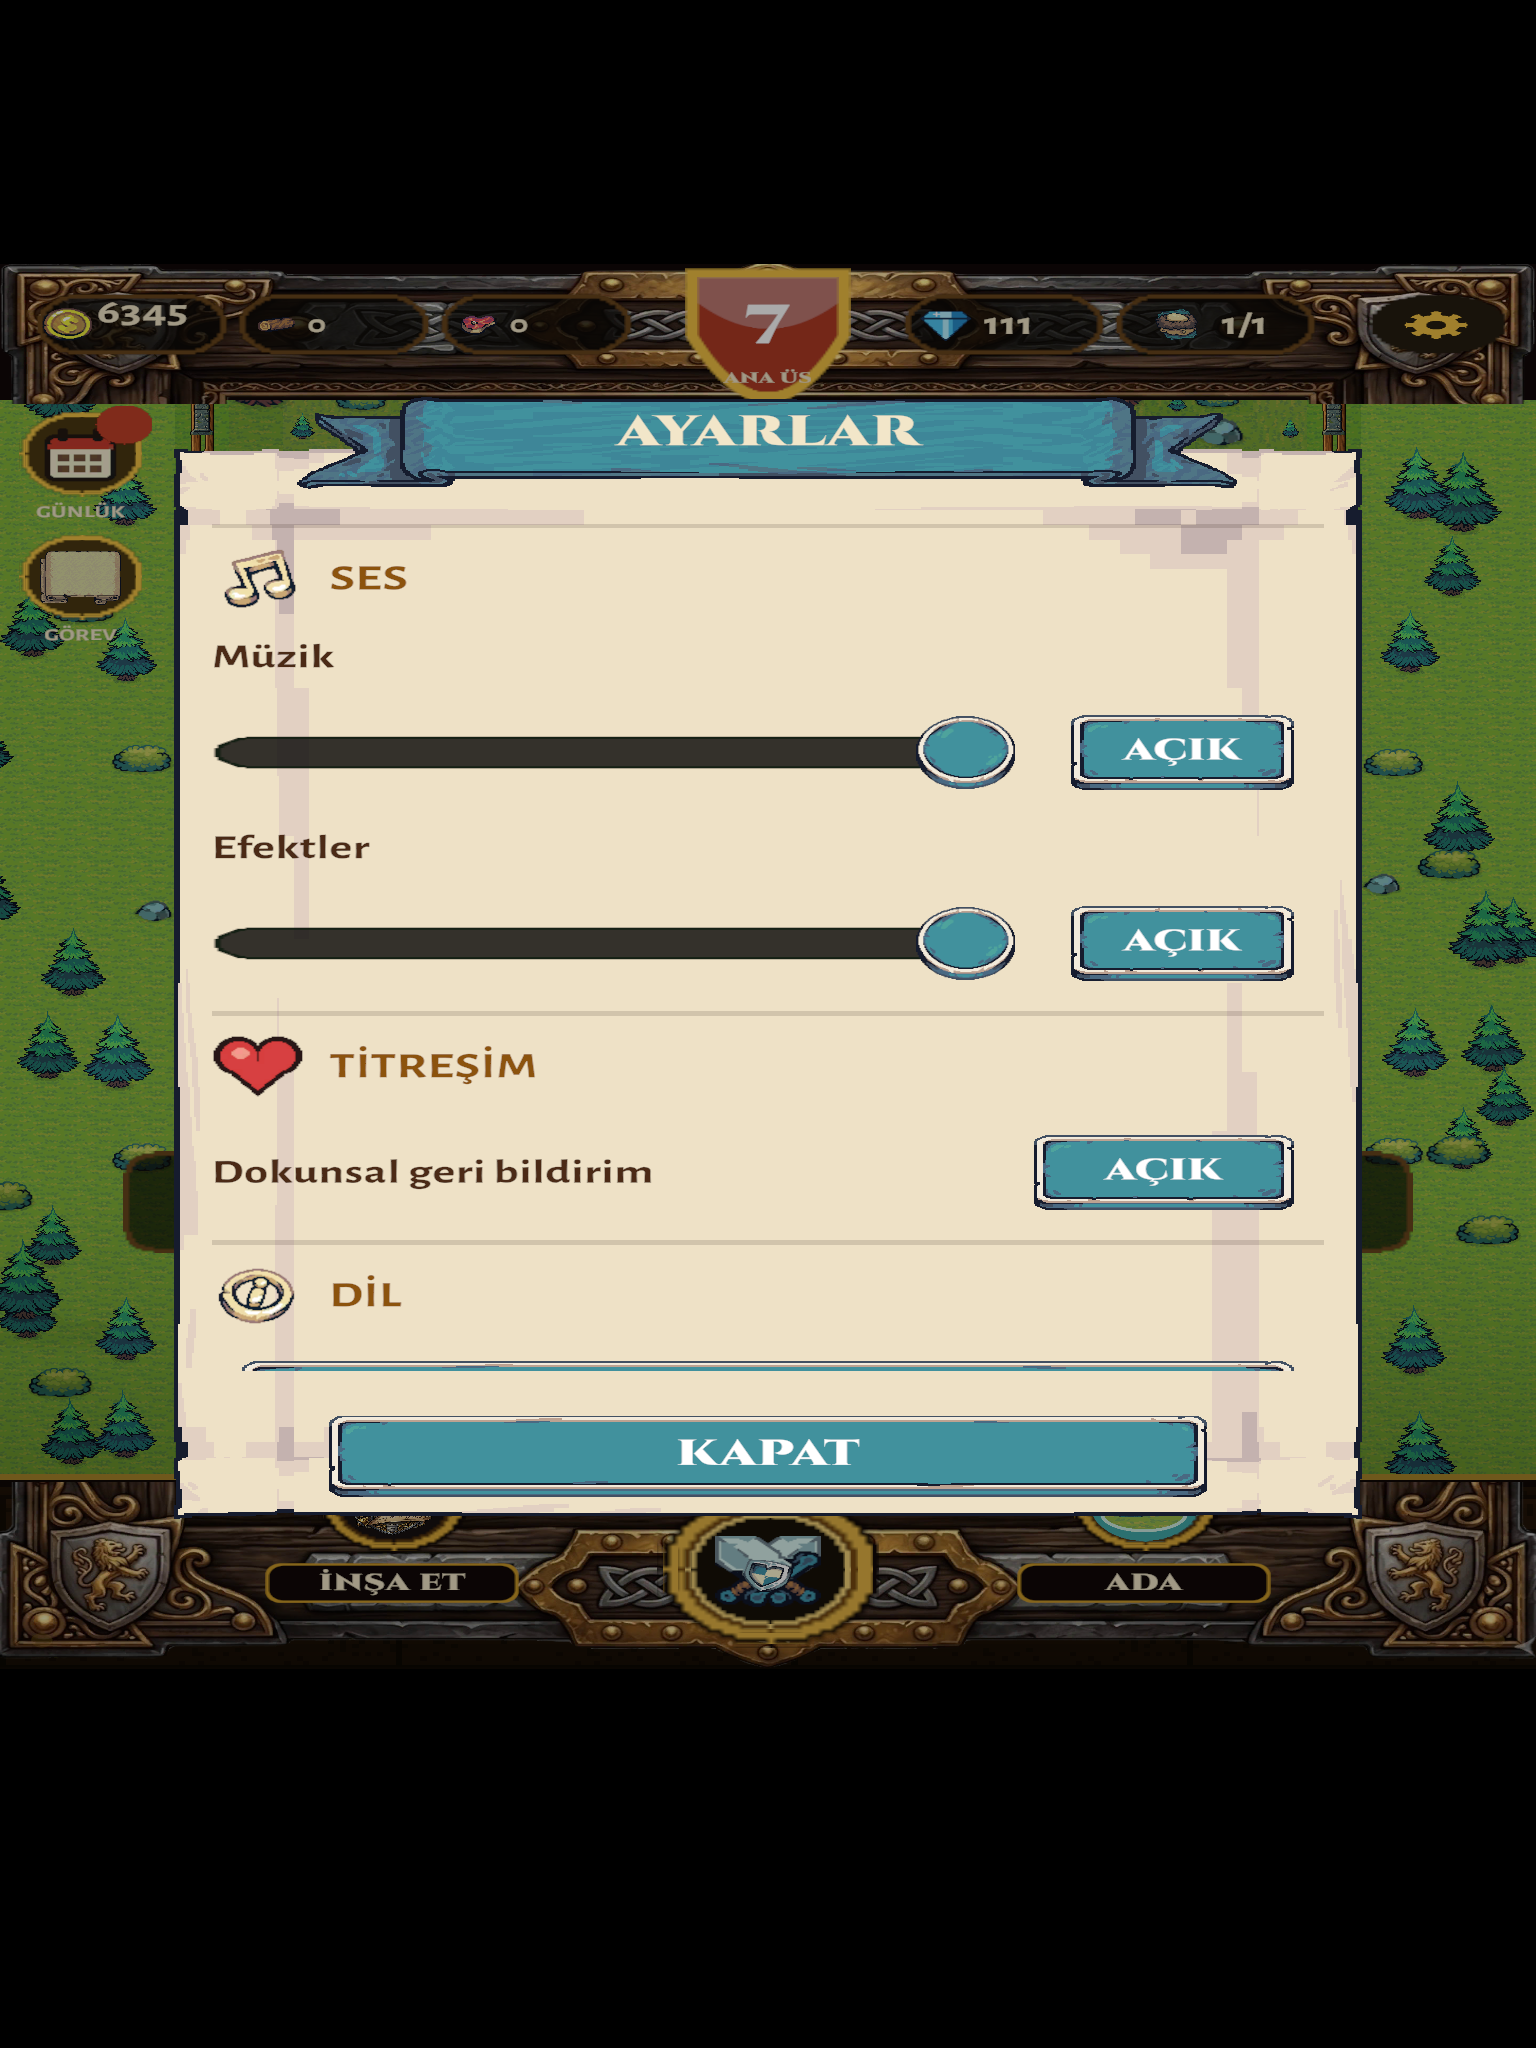 6345
0
0
7
ANA ÜS
111
1/1
AYARLAR
GÜNLÜK
GÖREV
SES
Müzik
AÇIK
Efektler
AÇIK
TİTREŞİM
Dokunsal geri bildirim
AÇIK
DİL
KAPAT
İNŞA ET
ADA